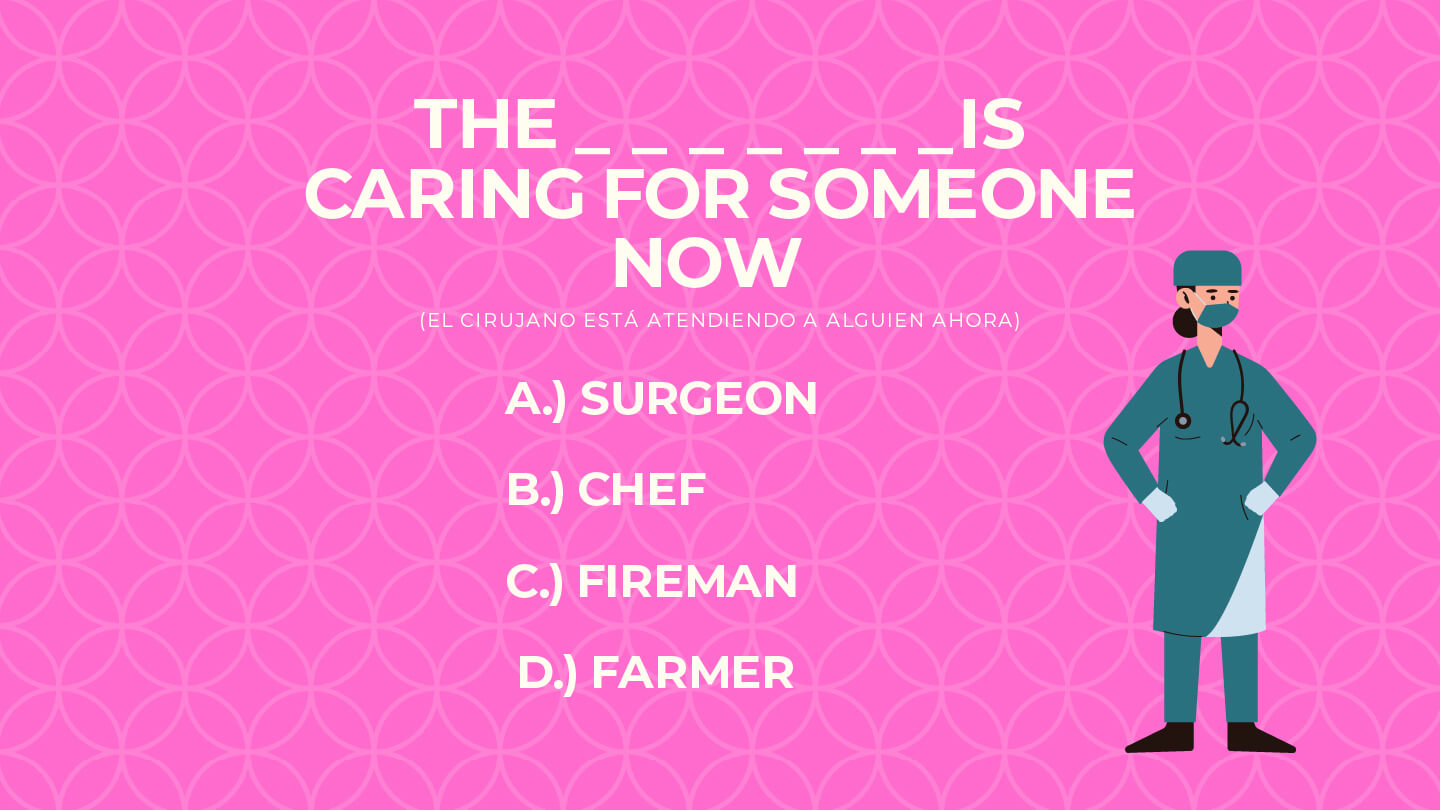 THE _ _ _ _ _ _ _IS
CARING FOR SOMEONE
NOW
(EL CIRUJANO ESTÁ ATENDIENDO A ALGUIEN AHORA)
A.) SURGEON
B.) CHEF
C.) FIREMAN
D.) FARMER